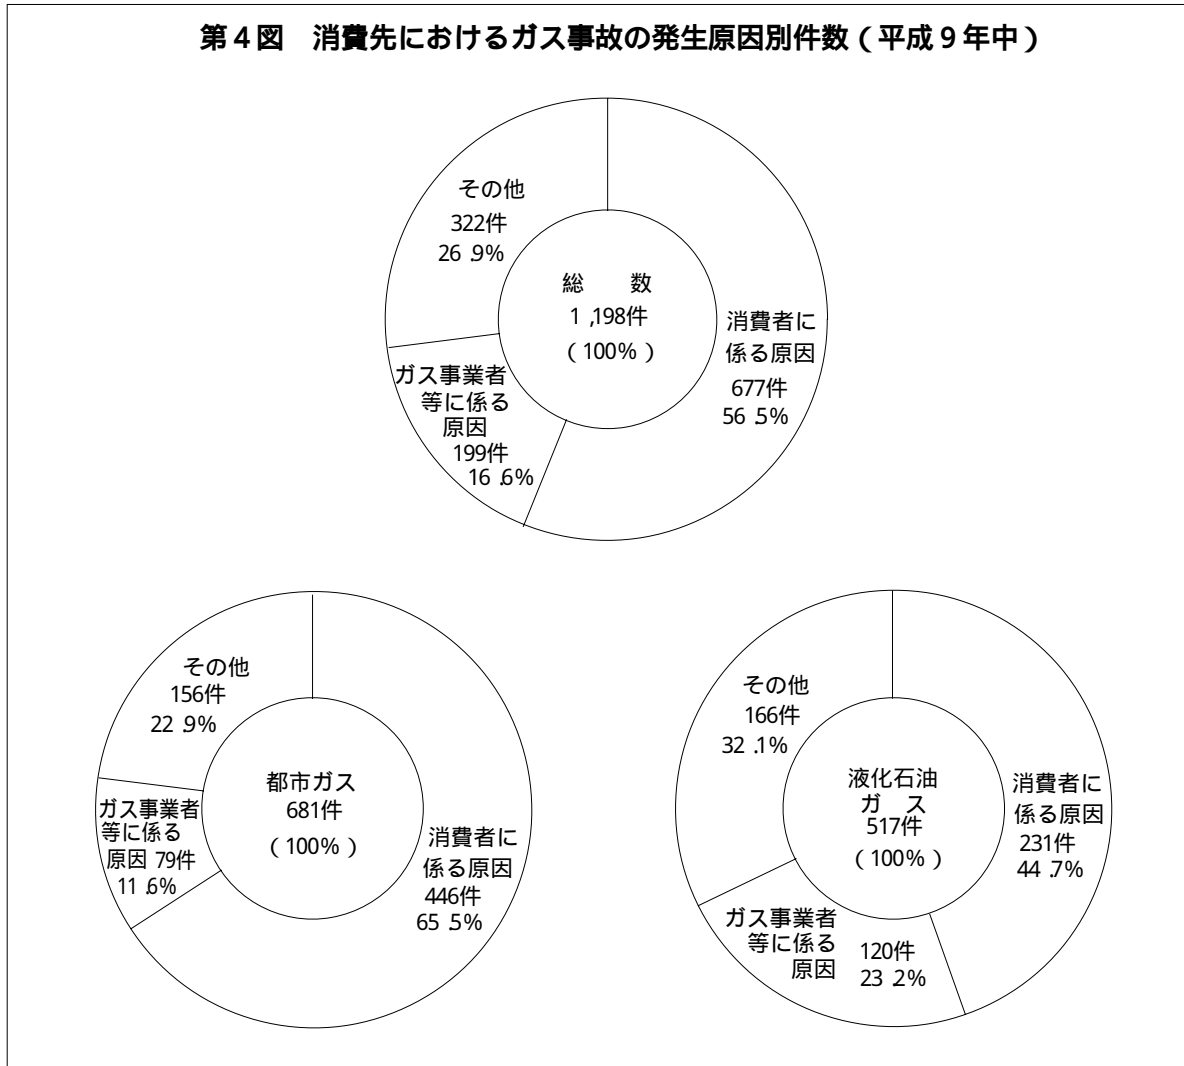 第4図 消費先におけるガス事故の発生原因別件数(平成9年中)
その他
322件
26.9%
総 数
1,198件
(100%)
消費者に
係る原因
677件
56.5%
ガス事業者
等に係る
原因
199件
16.6%
その他
156件
22.9%
都市ガス
681件
(100%)
ガス事業者
等に係る
原因 79件
11.6%
消費者に
係る原因
446件
65.5%
その他
166件
32.1%
液化石油
ガ ス
517件
(100%)
消費者に
係る原因
231件
44.7%
ガス事業者
等に係る
原因
120件
23.2%